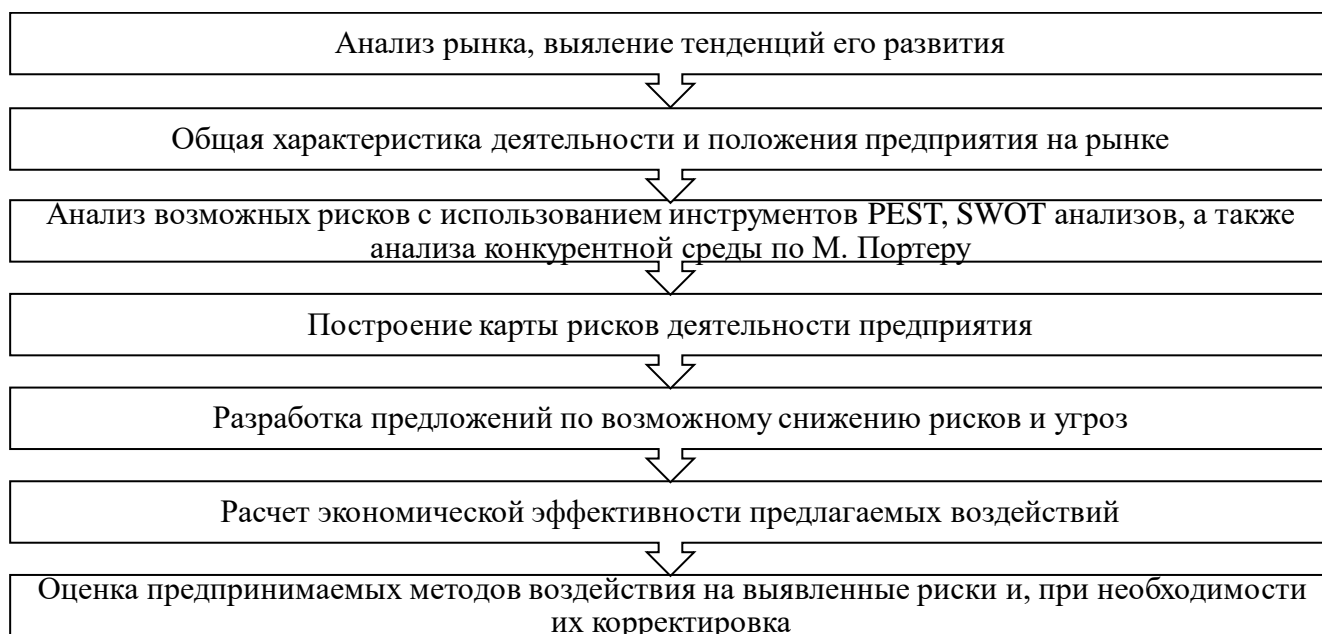 Анализ рынка, выяление тенденций его развития
Общая характеристика деятельности и положения предприятия на рынке
Анализ возможных рисков с использованием инструментов PEST, SWOT анализов, а также
анализа конкурентной среды по М. Портеру
Построение карты рисков деятельности предприятия
Разработка предложений по возможному снижению рисков и угроз
Расчет экономической эффективности предлагаемых воздействий
Оценка предпринимаемых методов воздействия на выявленные риски и, при необходимости
их корректировка